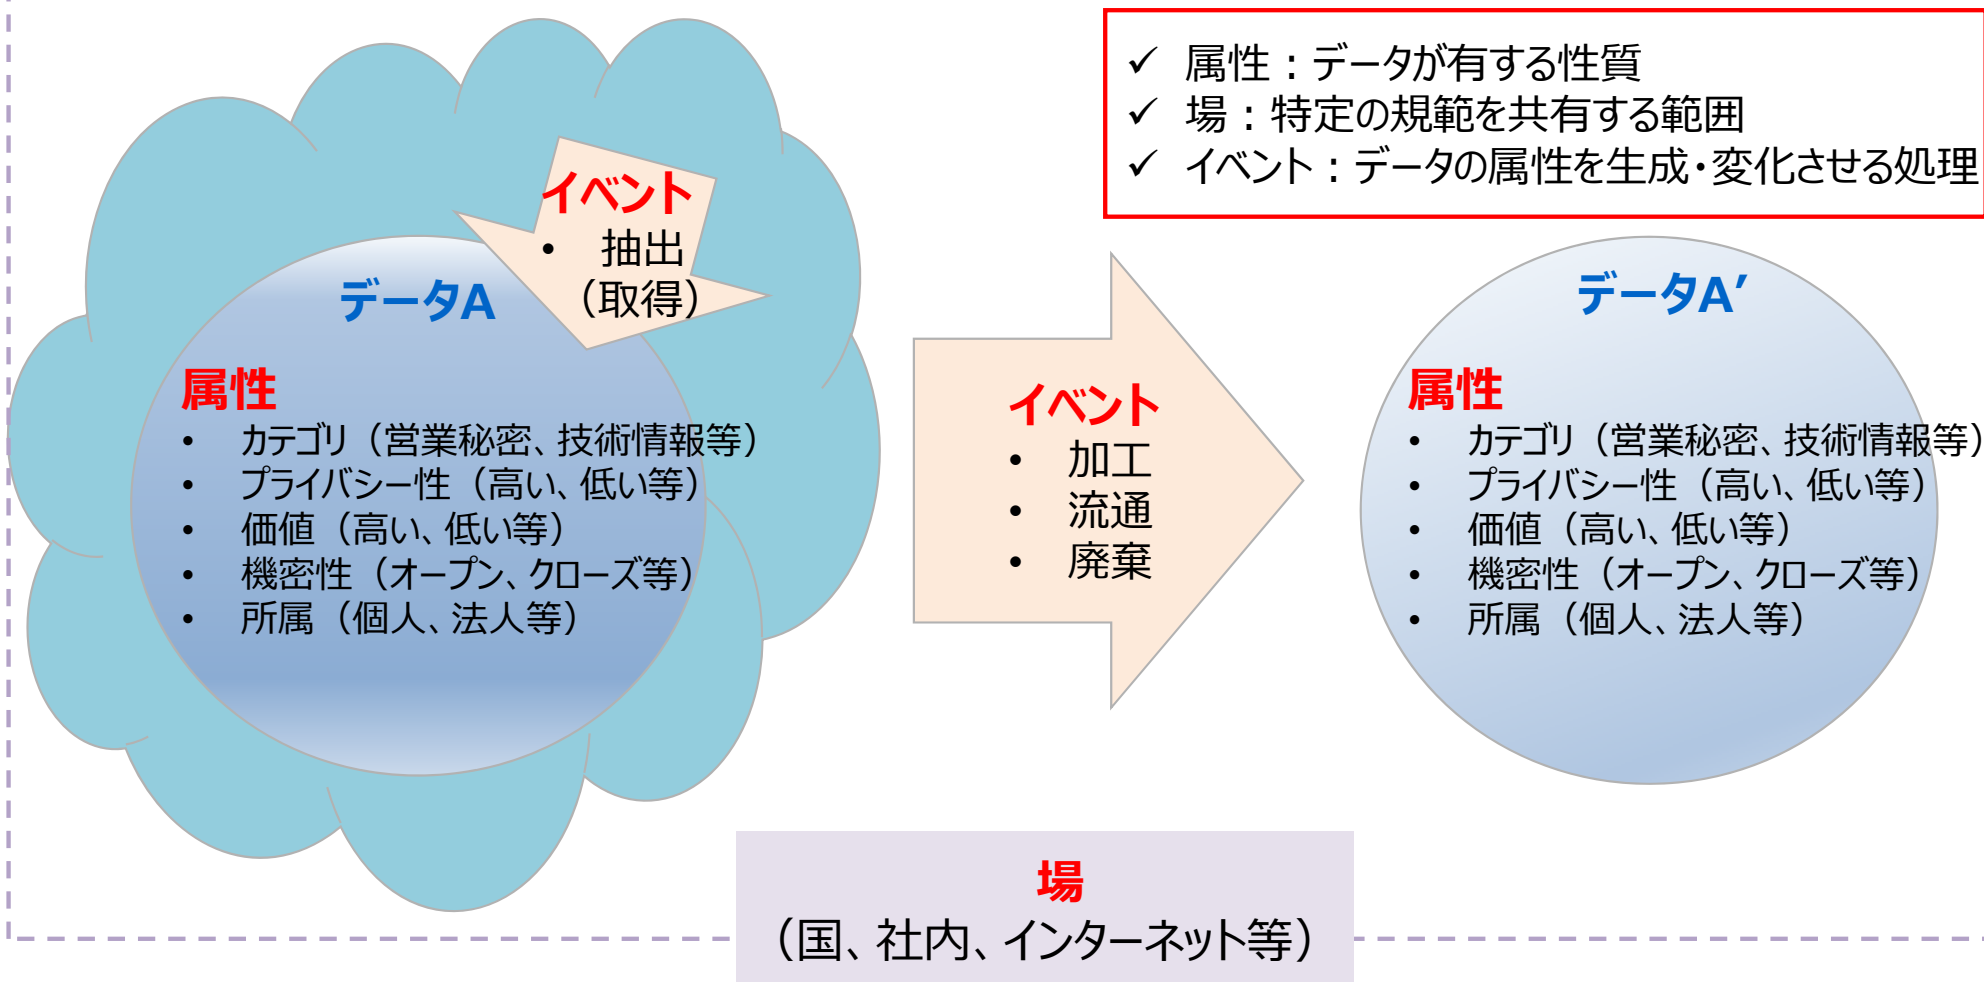 ✓ 属性：データが有する性質
✓ 場：特定の規範を共有する範囲
✓ イベント：データの属性を生成・変化させる処理
イベント
• 抽出
（取得）
データA
属性
• カテゴリ（営業秘密、技術情報等）
• プライバシー性（高い、低い等）
• 価値（高い、低い等）
• 機密性（オープン、クローズ等）
• 所属（個人、法人等）
イベント
• 加工
• 流通
• 廃棄
データA’
属性
• カテゴリ（営業秘密、技術情報等）
• プライバシー性（高い、低い等）
• 価値（高い、低い等）
• 機密性（オープン、クローズ等）
• 所属（個人、法人等）
場
（国、社内、インターネット等）